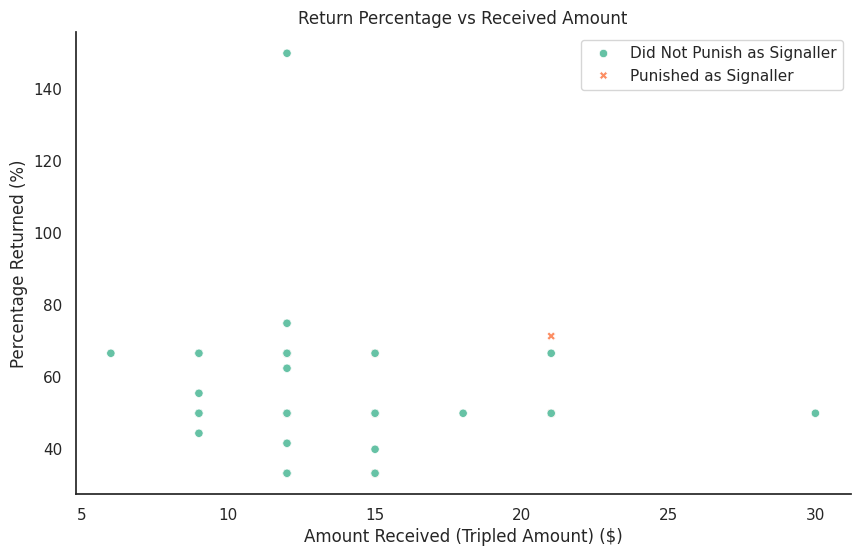 Return Percentage vs Received Amount
Did Not Punish as Signaller
Punished as Signaller
Percentage Returned (%)
140
120
100
80
60
40
5 10 15 20 25 30
Amount Received (Tripled Amount) ($)